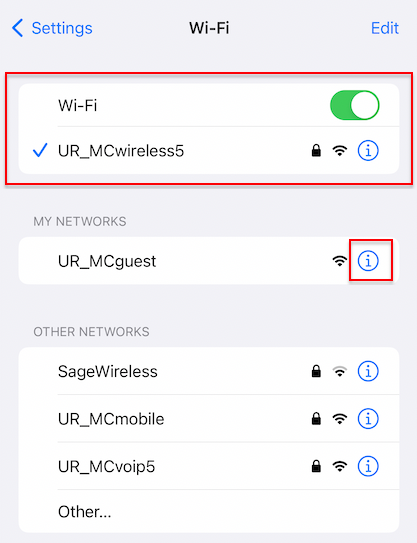 Settings Wi-Fi Edit
Wi-Fi
UR_MCwireless5
MY NETWORKS
UR_MCguest
OTHER NETWORKS
SageWireless
UR_MCmobile
UR_MCvoip5
Other...